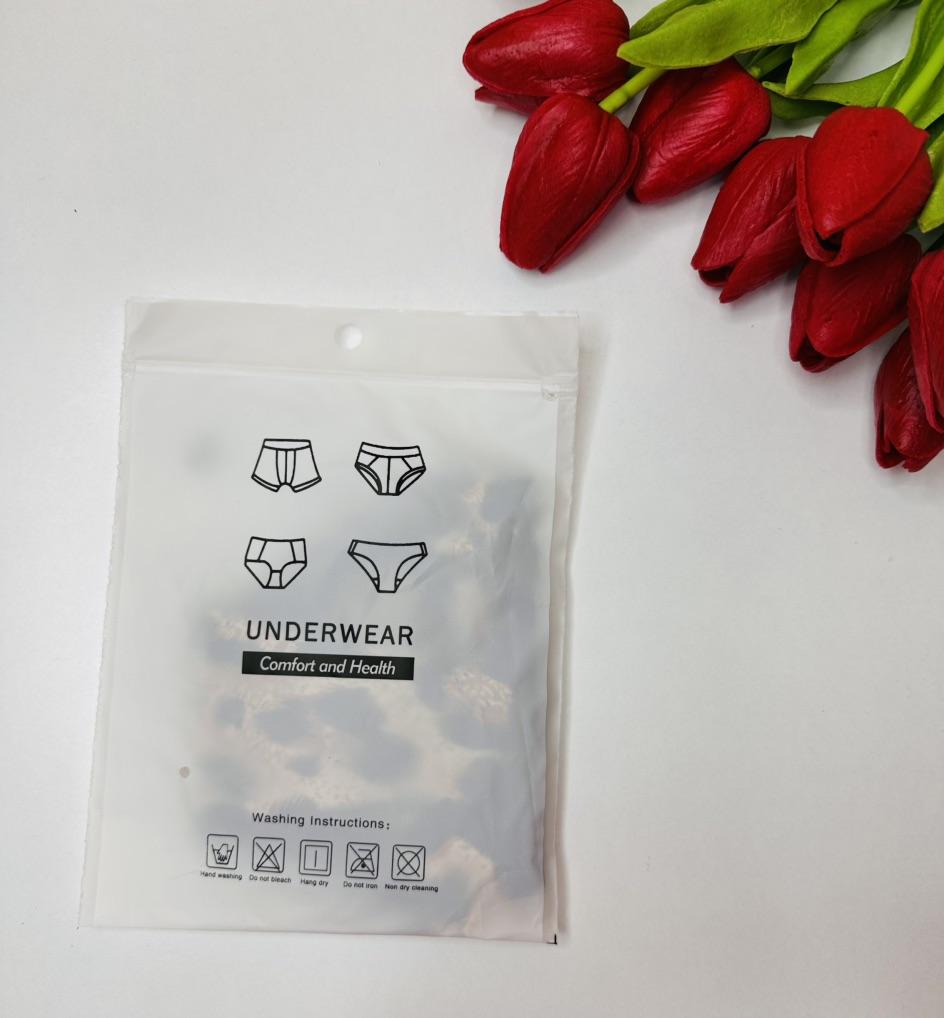 UNDERWEAR
Comfort and Health
Washing Instructions:
Hand washing Do not bleach Hang dry Do not iron Non dry cleaning